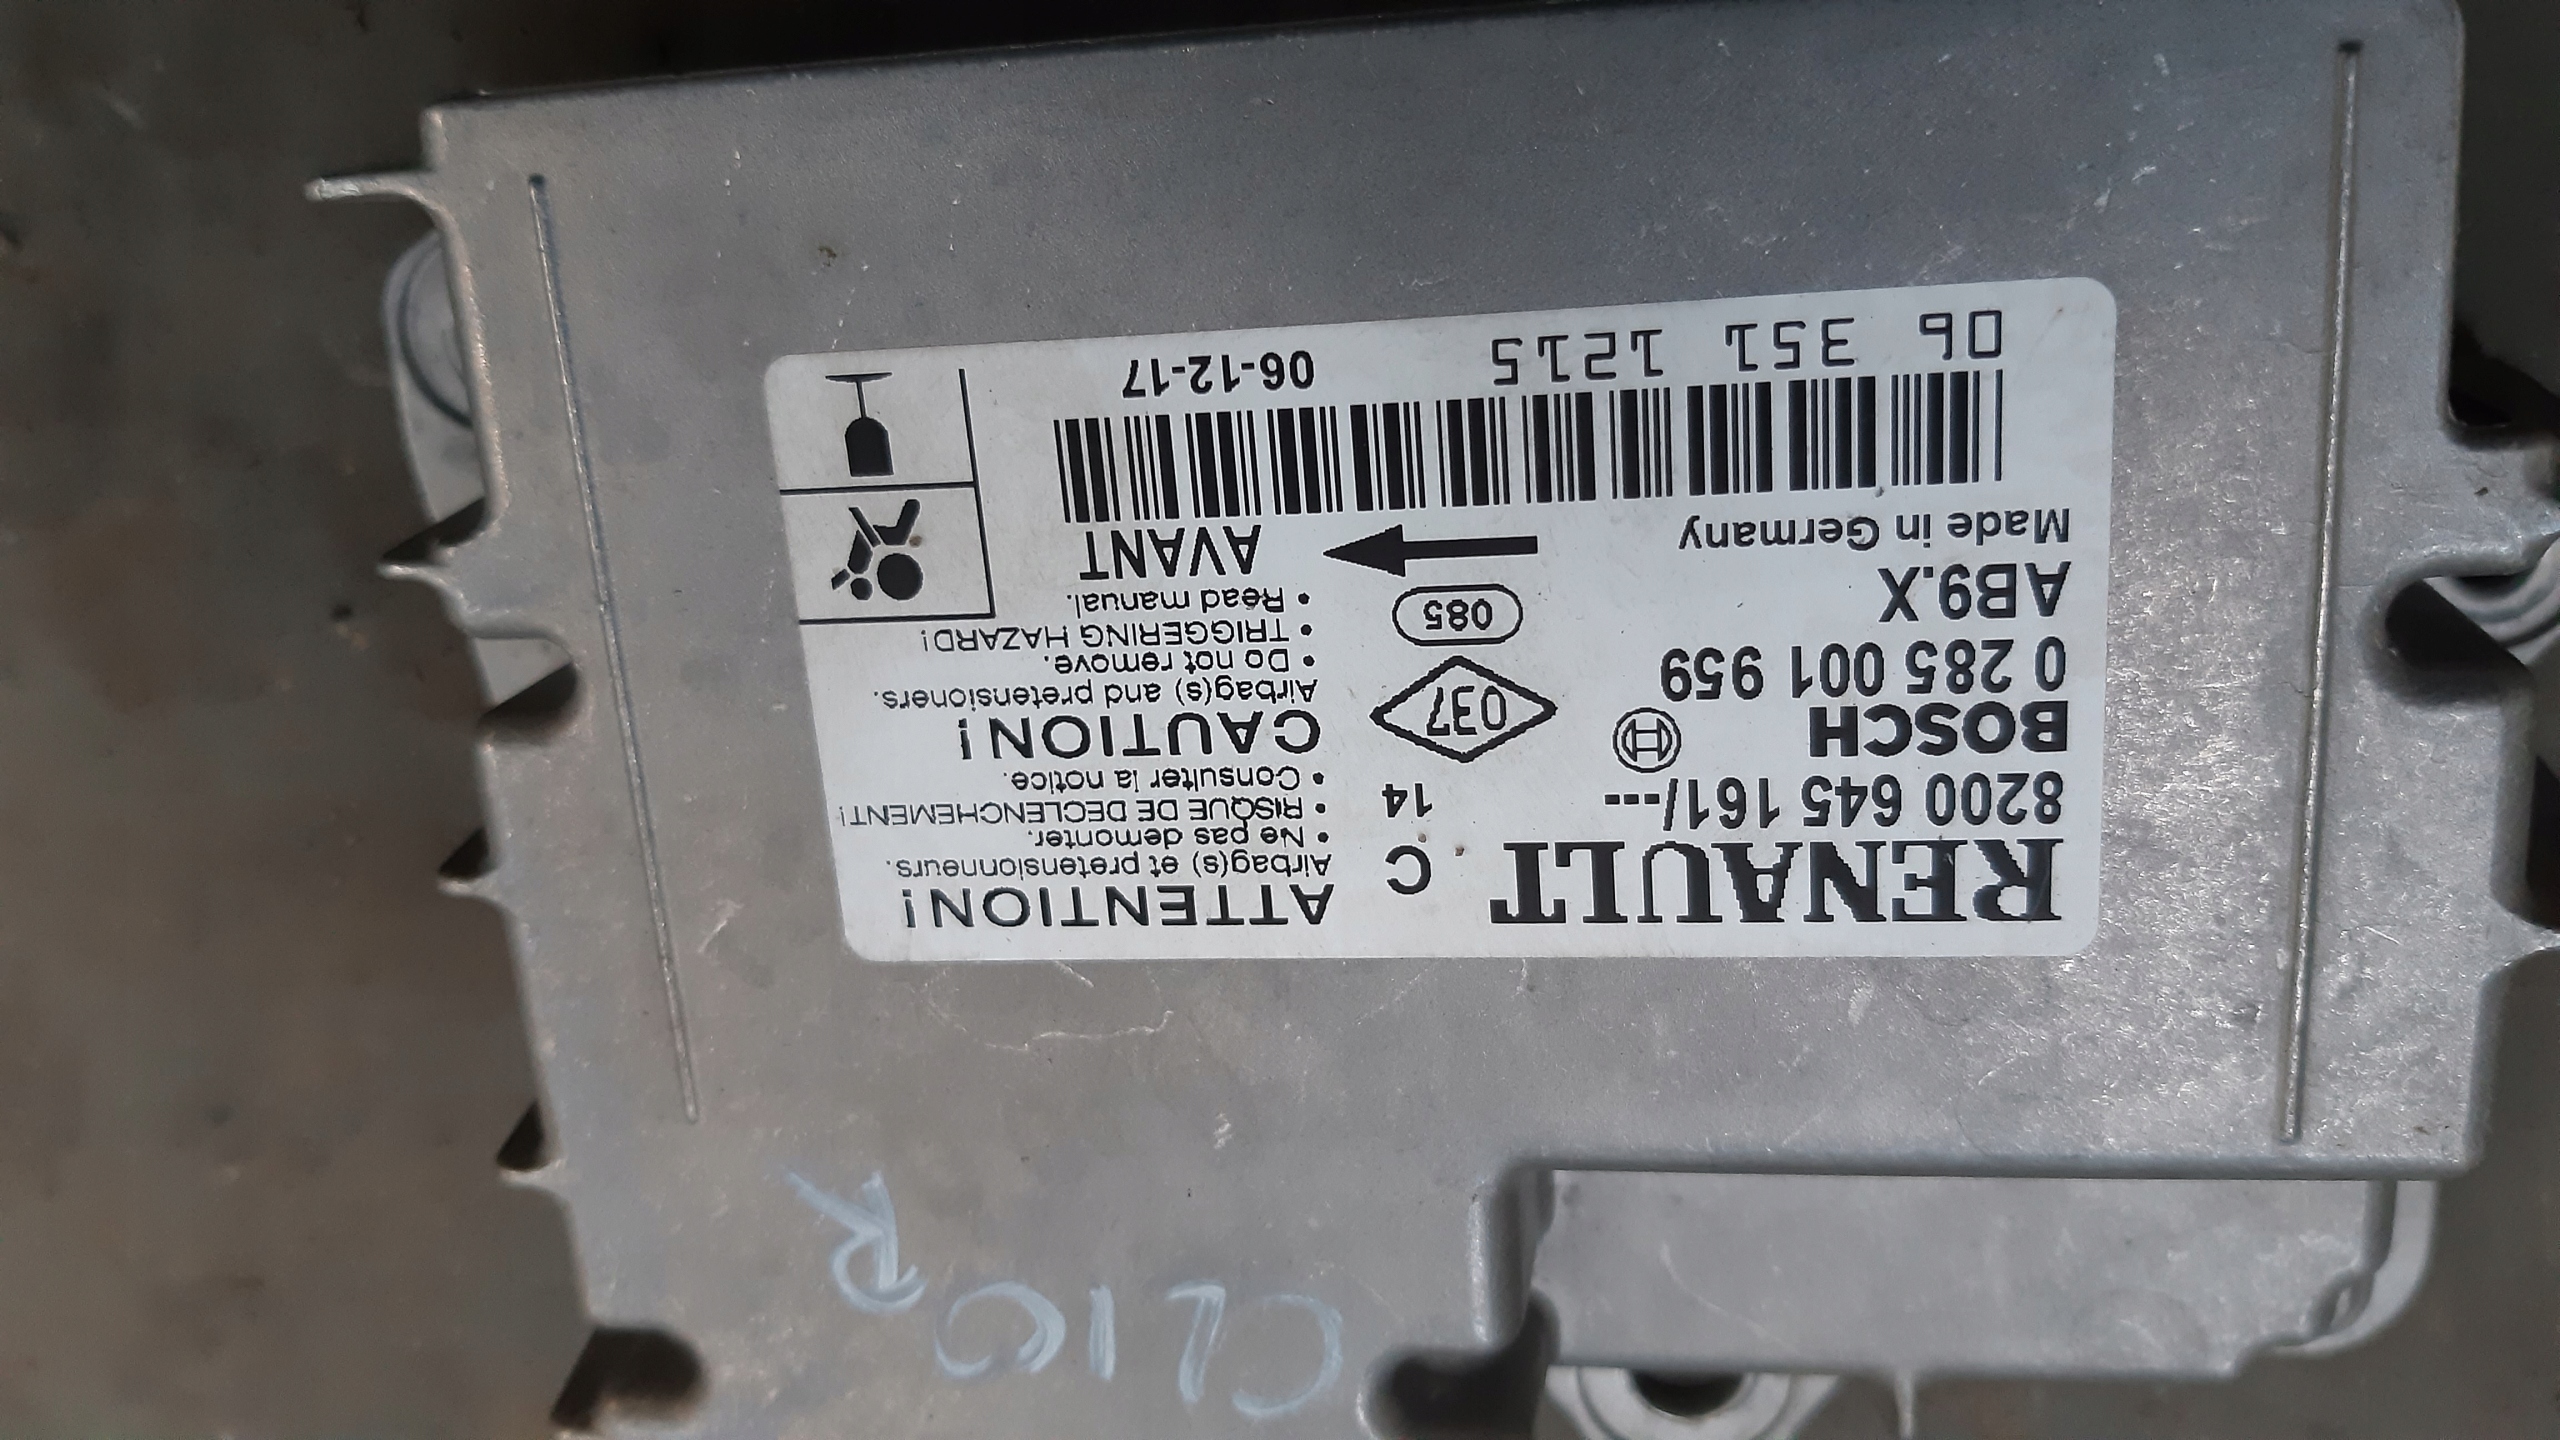 RENAULT C
8200 645 161/--- 14
BOSCH
0 285 001 959
037
AB9.X
085
Made in Germany
AVANT
ATTENTION!
Airbag(s) et pretensionneurs.
• Ne pas demonter.
• RISQUE DE DECLENCHEMENT!
• Consulter la notice.
CAUTION!
Airbag(s) and pretensioners.
• Do not remove.
• TRIGGERING HAZARD!
• Read manual.
06 351 1215 06-12-17
CLIO
R